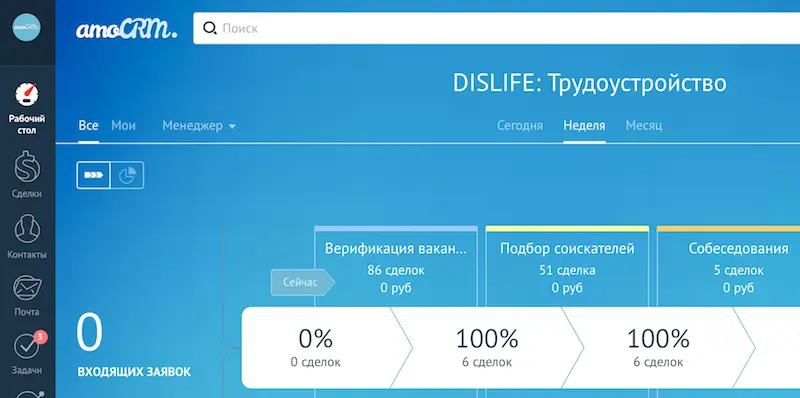 amoCRM.
amoCRM.
Поиск
DISLIFE: Трудоустройство
Рабочий
стол
Все Мои Менеджер
Сегодня Неделя Месяц
Сделки
Контакты
Почта
3
Задачи
Верификация вакан...
86 сделок
0 руб
Подбор соискателей
51 сделка
0 руб
Собеседования
5 сделок
0 руб
Сейчас
0
ВХОДЯЩИХ ЗАЯВОК
0%
0 сделок
100%
6 сделок
100%
6 сделок